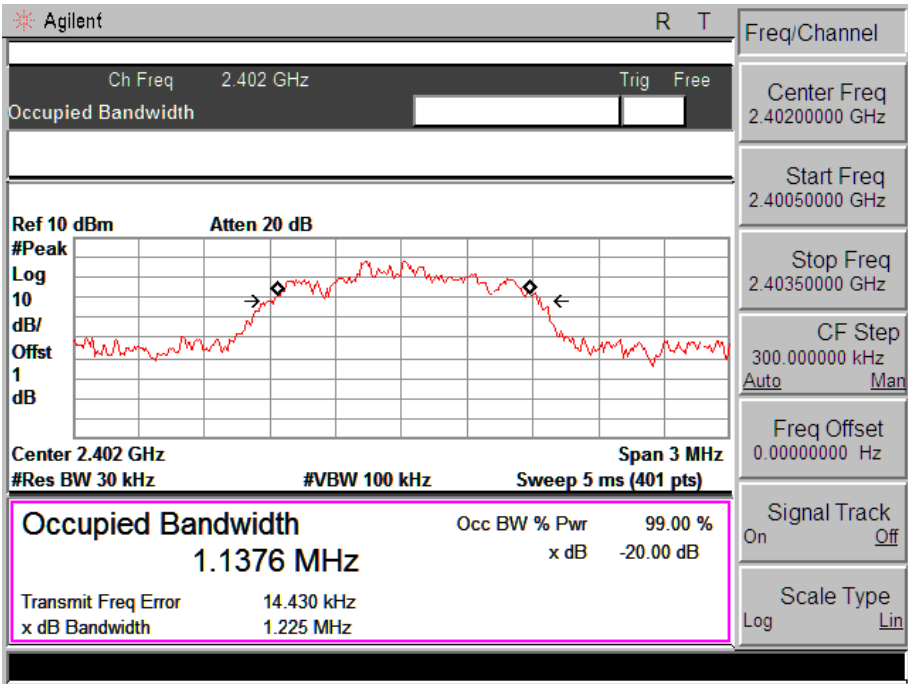 Agilent R T
Freq/Channel
Ch Freq 2.402 GHz Trig Free
Occupied Bandwidth
Center Freq
2.40200000 GHz
Start Freq
2.40050000 GHz
Stop Freq
2.40350000 GHz
CF Step
300.000000 kHz
Auto Man
Freq Offset
0.00000000 Hz
Signal Track
On Off
Scale Type
Log Lin
Ref 10 dBm Atten 20 dB
#Peak
Log
10
dB/
Offst
1
dB
Center 2.402 GHz Span 3 MHz
#Res BW 30 kHz #VBW 100 kHz Sweep 5 ms (401 pts)
Occupied Bandwidth
1.1376 MHz
Occ BW % Pwr 99.00 %
x dB -20.00 dB
Transmit Freq Error 14.430 kHz
x dB Bandwidth 1.225 MHz